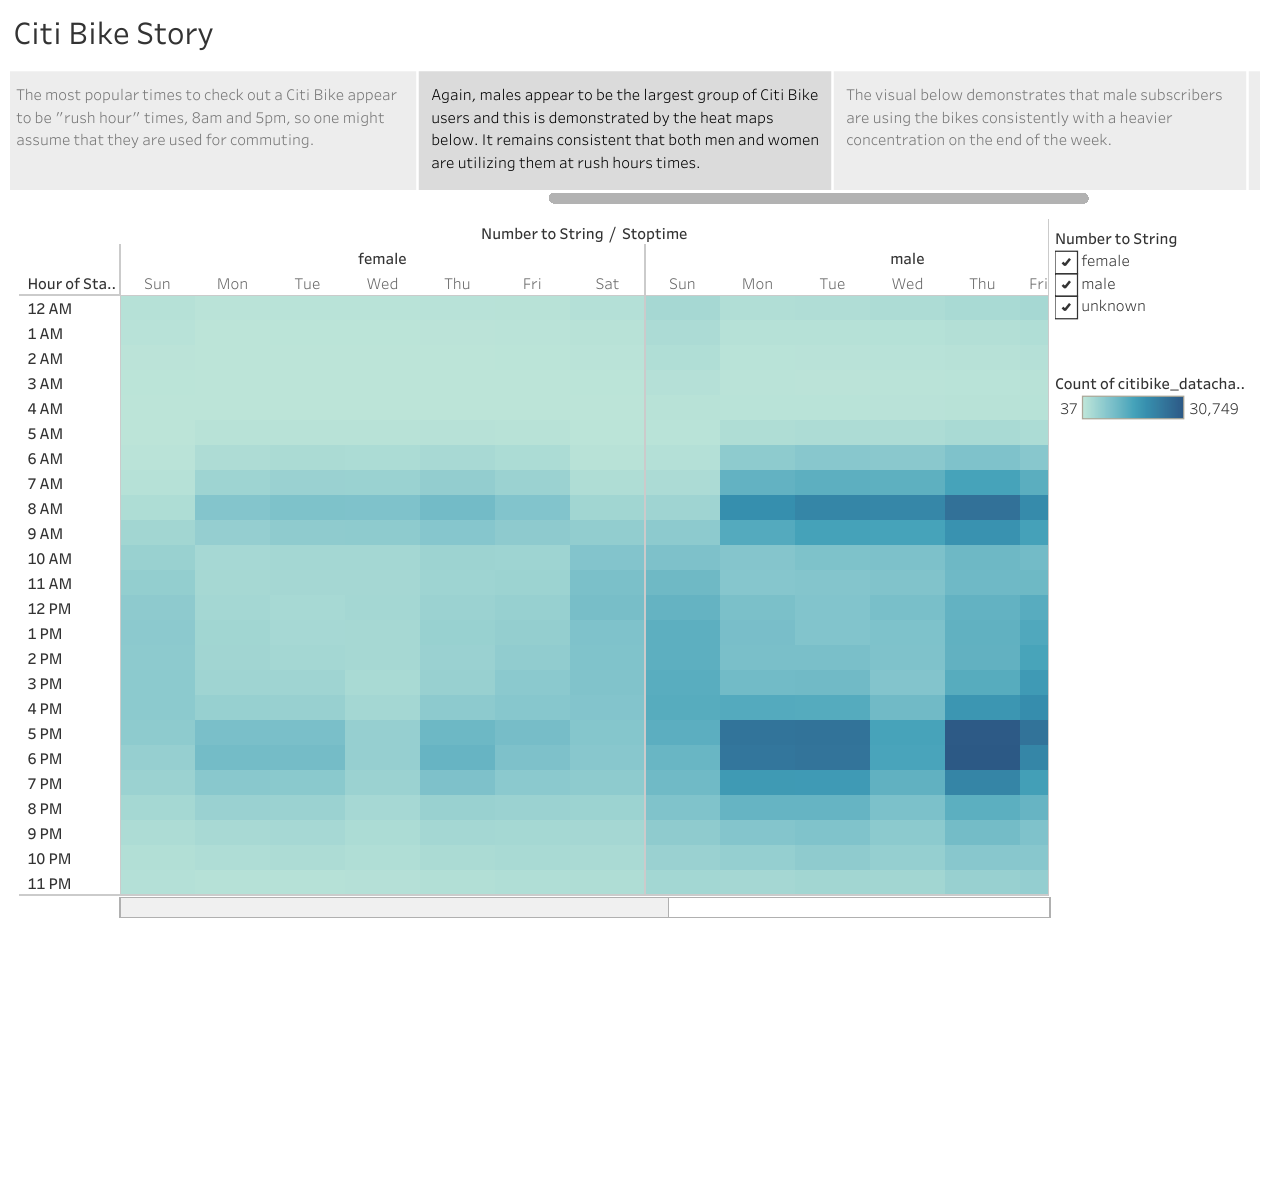 Citi Bike Story
The most popular times to check out a Citi Bike appear
to be "rush hour" times, 8am and 5pm, so one might
assume that they are used for commuting.
Again, males appear to be the largest group of Citi Bike
users and this is demonstrated by the heat maps
below. It remains consistent that both men and women
are utilizing them at rush hours times.
The visual below demonstrates that male subscribers
are using the bikes consistently with a heavier
concentration on the end of the week.
Number to String / Stoptime
female male
Hour of Sta.. Sun Mon Tue Wed Thu Fri Sat Sun Mon Tue Wed Thu Fri
12 AM
1 AM
2 AM
3 AM
4 AM
5 AM
6 AM
7 AM
8 AM
9 AM
10 AM
11 AM
12 PM
1 PM
2 PM
3 PM
4 PM
5 PM
6 PM
7 PM
8 PM
9 PM
10 PM
11 PM
Number to String
female
male
unknown
Count of citibike_datacha..
37 30,749